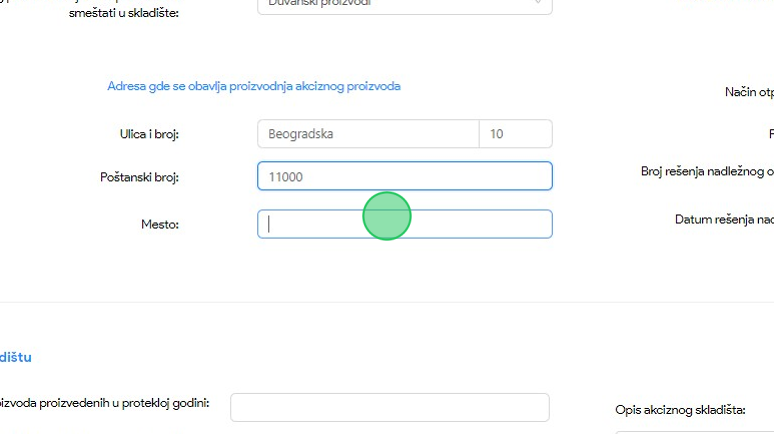 smeštati u skladište:
Duvanski proizvodi
Adresa gde se obavlja proizvodnja akciznog proizvoda
Način otp
Ulica i broj:
Beogradska
10
Poštanski broj:
11000
Broj rešenja nadležnog o
Mesto:
Datum rešenja nad
dištu
izvoda proizvedenih u protekloj godini:
Opis akciznog skladišta: